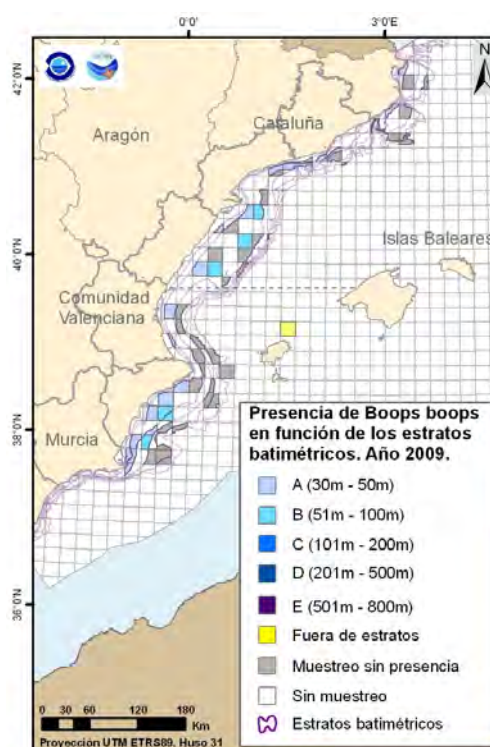 0°0'
3°0'E
42°0'N
40°0'N
38°0'N
36°0'N
N
Aragón
Cataluña
Islas Baleares
Comunidad
Valenciana
Murcia
Presencia de Boops boops
en función de los estratos
batimétricos. Año 2009.
A (30m - 50m)
B (51m - 100m)
C (101m - 200m)
D (201m - 500m)
E (501m - 800m)
Fuera de estratos
Muestreo sin presencia
Sin muestreo
Estratos batimétricos
0 30 60 120 180
Km
Proyección UTM ETRS89. Huso 31